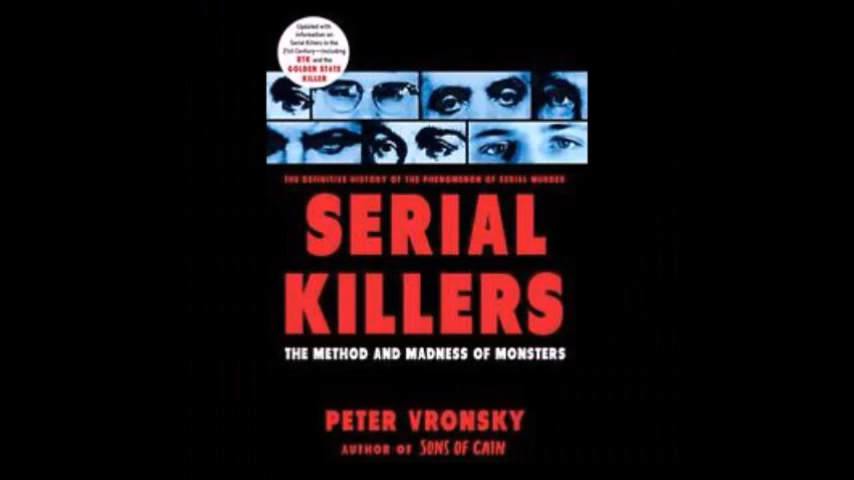 Updated with
information on
Serial Killers in the
21st Century—including
BTK and the
GOLDEN STATE
KILLER
THE DEFINITIVE HISTORY OF THE PHENOMENON OF SERIAL MURDER
SERIAL
KILLERS
THE METHOD AND MADNESS OF MONSTERS
PETER VRONSKY
AUTHOR OF SONS OF CAIN